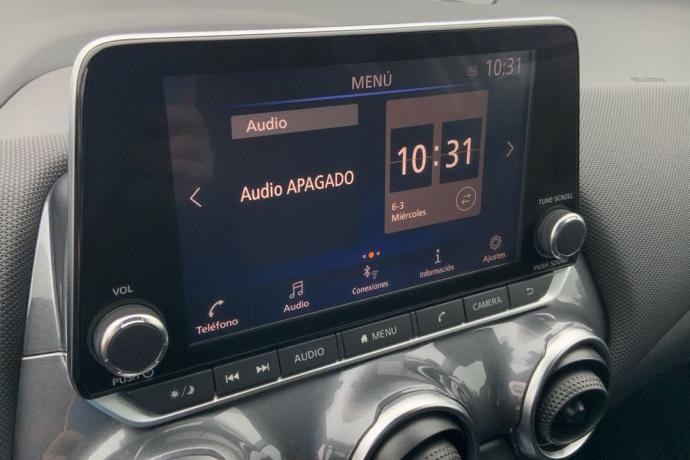 MENÚ 10:31
Audio
Audio APAGADO
10:31
6-3
Miércoles
Teléfono Audio Conexiones Información Ajustes
VOL
PUSH
TUNE·SCROLL
PUSH SOUND
AUDIO MENU CAMERA